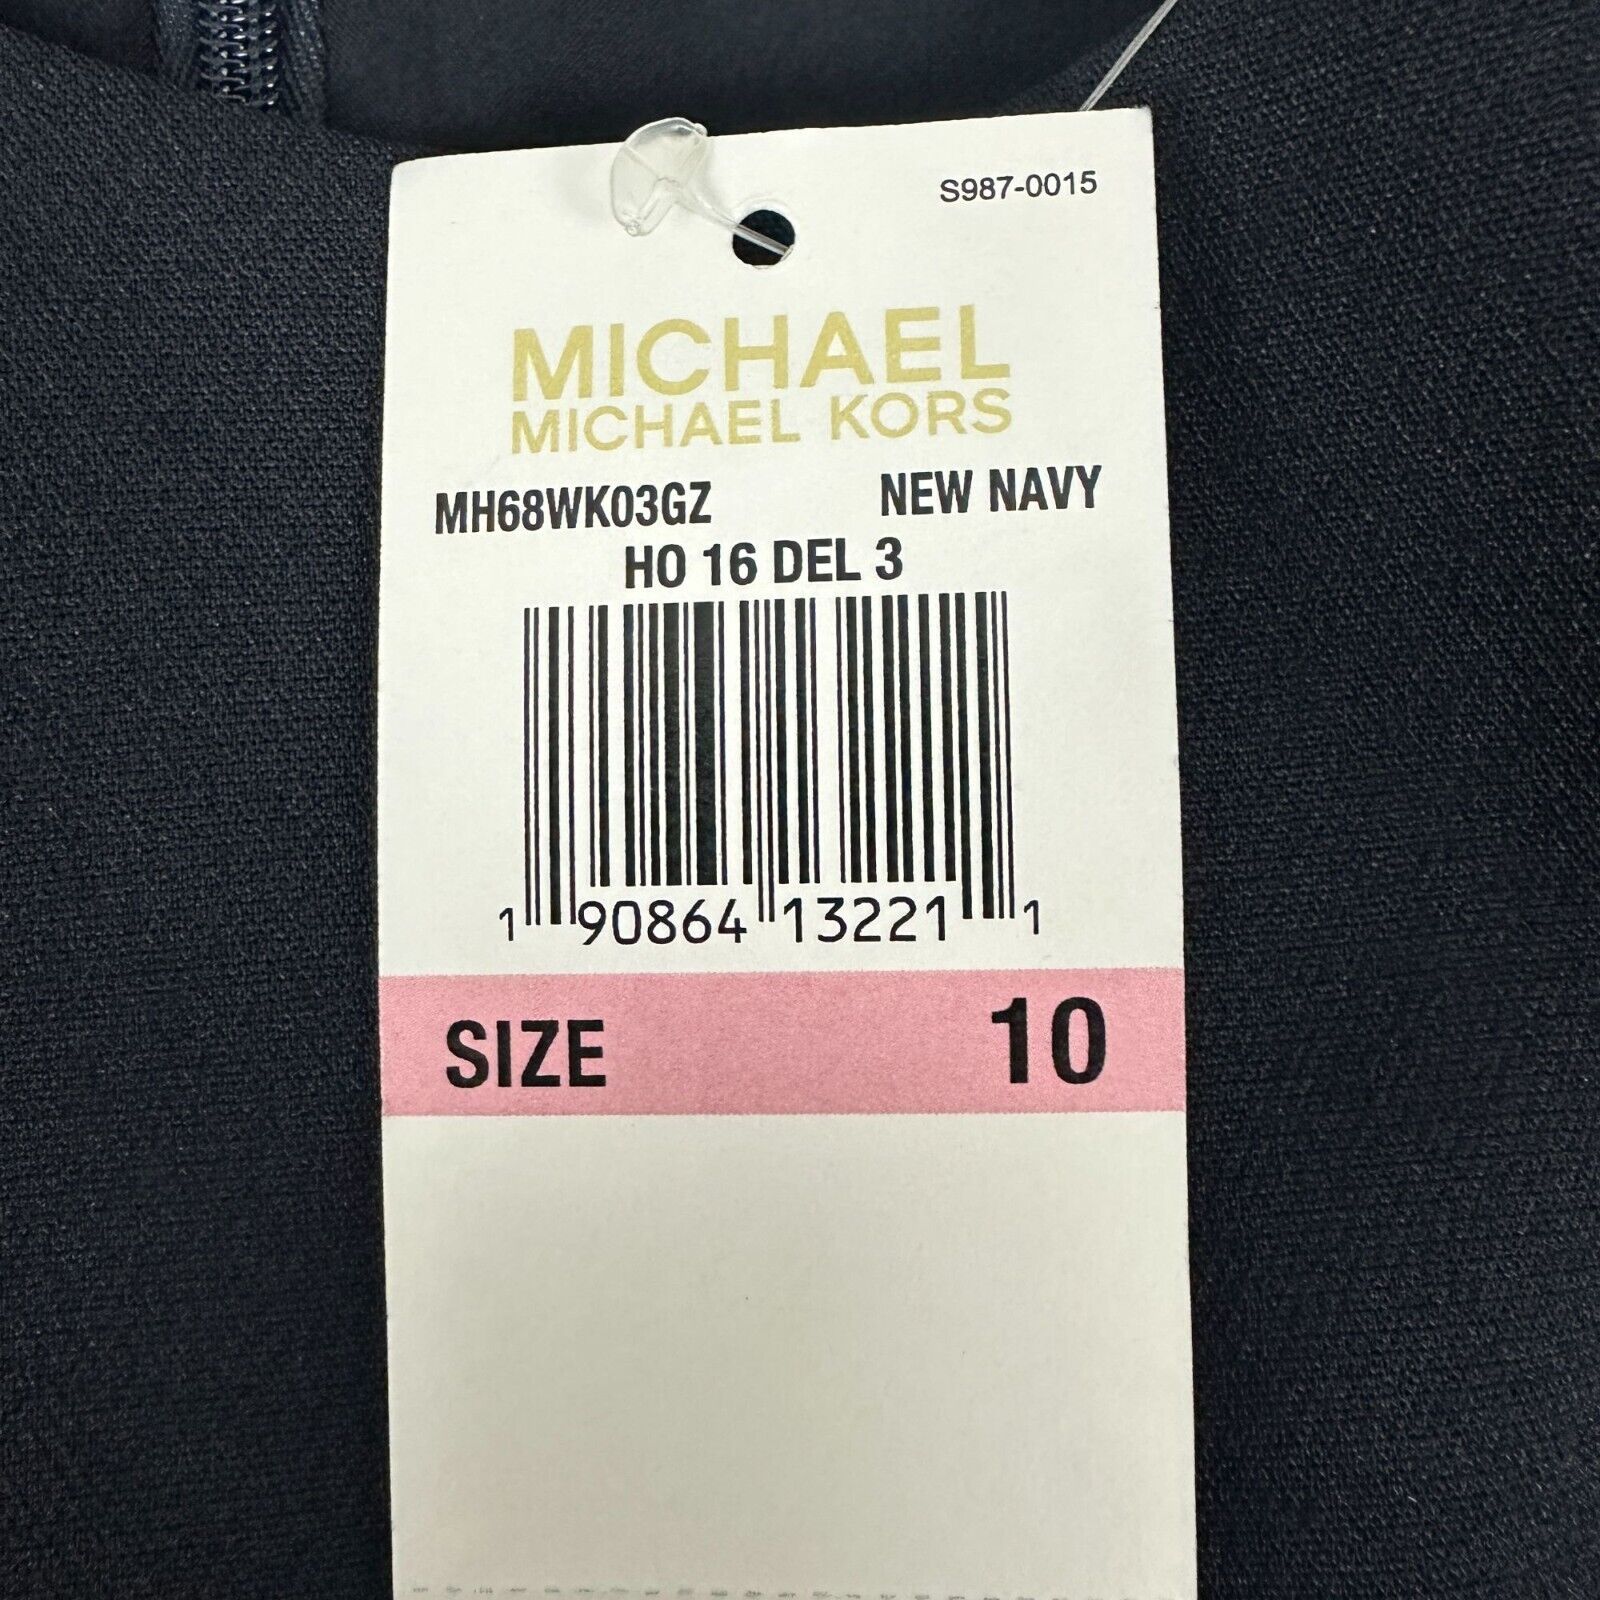 S987-0015
MICHAEL
MICHAEL KORS
MH68WK03GZ NEW NAVY
HO 16 DEL 3
1 90864 13221 1
SIZE 10